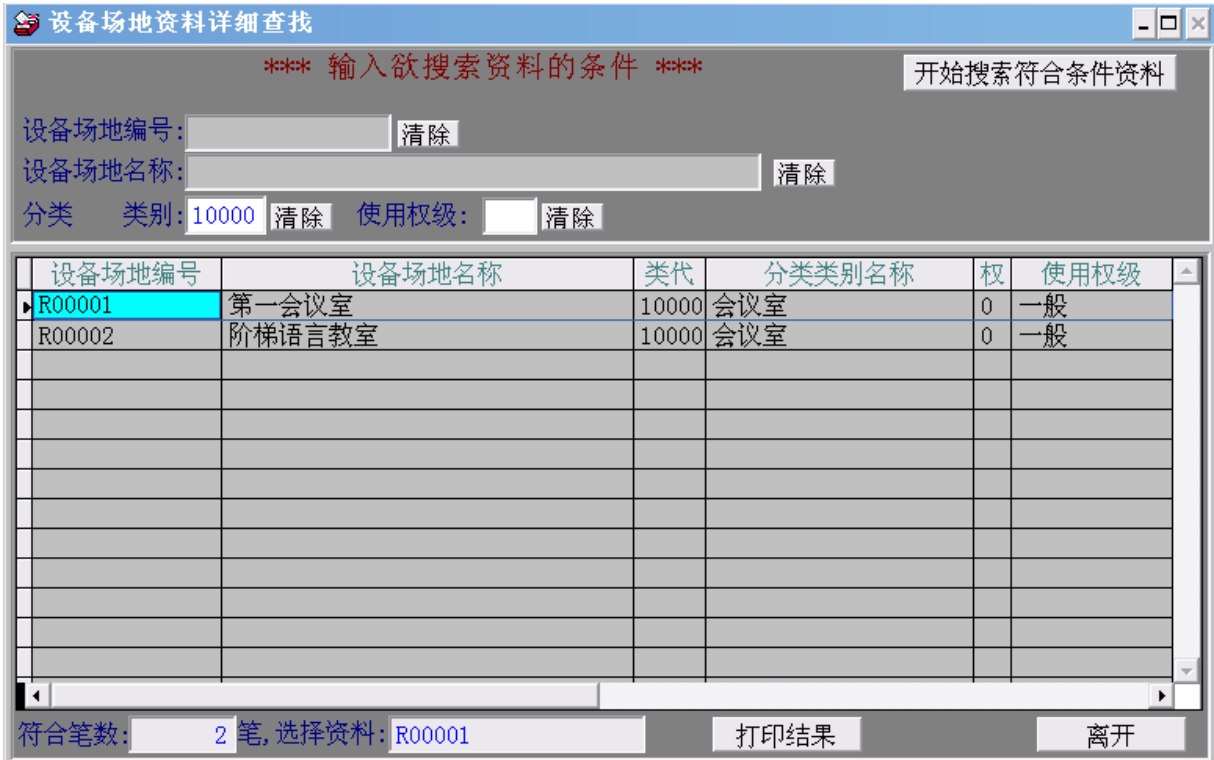 设备场地资料详细查找
*** 输入欲搜索资料的条件 *** 开始搜索符合条件资料
设备场地编号: 清除
设备场地名称: 清除
分类 类别: 10000 清除 使用权级: 清除
设备场地编号 设备场地名称 类代 分类类别名称 权 使用权级
R00001 第一会议室 10000 会议室 0 一般
R00002 阶梯语言教室 10000 会议室 0 一般
符合笔数: 2 笔,选择资料: R00001 打印结果 离开